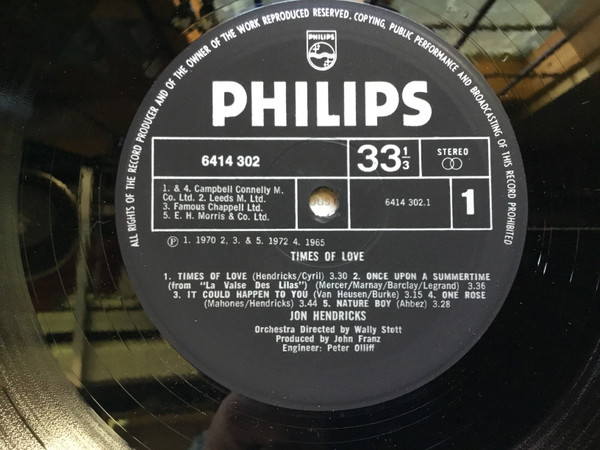 ALL RIGHTS OF THE RECORD PRODUCER AND OF THE OWNER OF THE WORK REPRODUCED RESERVED. COPYING, PUBLIC PERFORMANCE AND BROADCASTING OF THIS RECORD PROHIBITED
PHILIPS
PHILIPS
6414 302
33 1/3
STEREO
1. & 4. Campbell Connelly M.
Co. Ltd. 2. Leeds M. Ltd.
3. Famous Chappell Ltd.
5. E. H. Morris & Co. Ltd.
6414 302.1
1
Ⓟ 1. 1970 2, 3. & 5. 1972 4. 1965
TIMES OF LOVE
1. TIMES OF LOVE (Hendricks/Cyril) 3.30 2. ONCE UPON A SUMMERTIME
(from "La Valse Des Lilas") (Mercer/Marnay/Barclay/Legrand) 3.36
3. IT COULD HAPPEN TO YOU (Van Heusen/Burke) 3.15 4. ONE ROSE
(Mahones/Hendricks) 3.44 5. NATURE BOY (Ahbez) 3.28
JON HENDRICKS
Orchestra Directed by Wally Stott
Produced by John Franz
Engineer: Peter Olliff